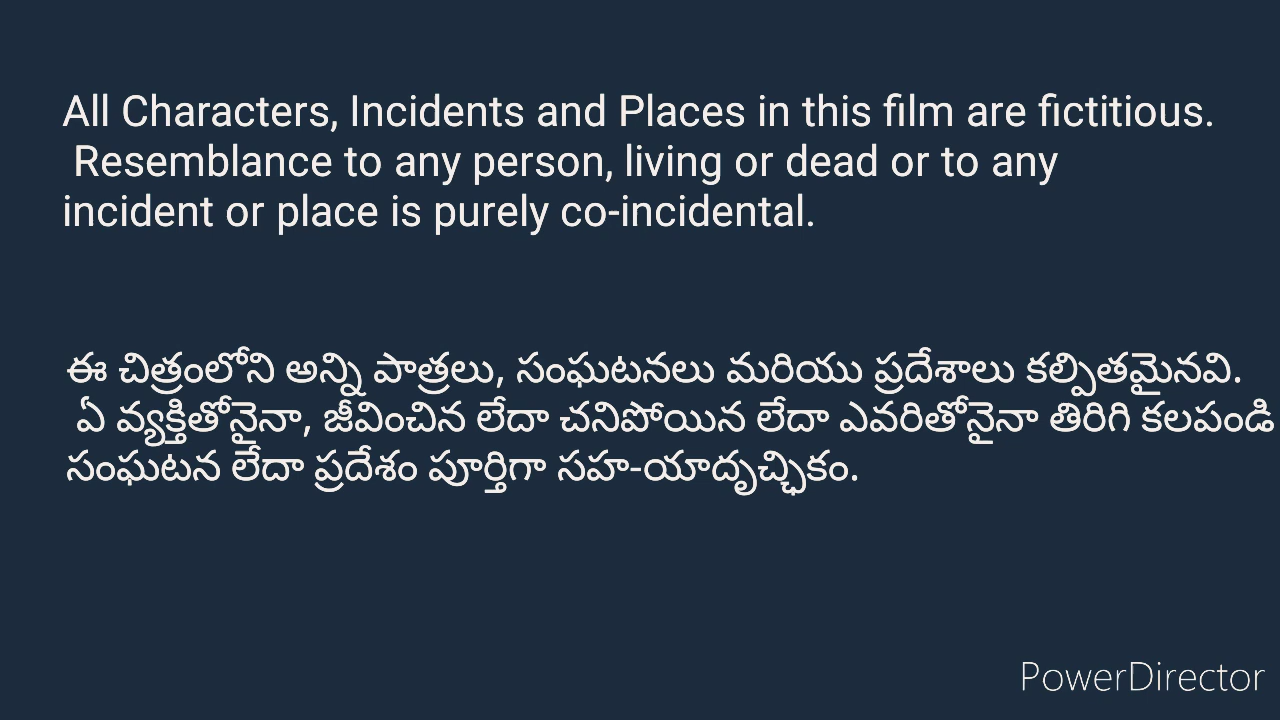 All Characters, Incidents and Places in this film are fictitious.
Resemblance to any person, living or dead or to any
incident or place is purely co-incidental.
ఈ చిత్రంలోని అన్ని పాత్రలు, సంఘటనలు మరియు ప్రదేశాలు కల్పితమైనవి.
ఏ వ్యక్తితోనైనా, జీవించిన లేదా చనిపోయిన లేదా ఎవరితోనైనా తిరిగి కలపండి
సంఘటన లేదా ప్రదేశం పూర్తిగా సహ-యాదృచ్ఛికం.
PowerDirector